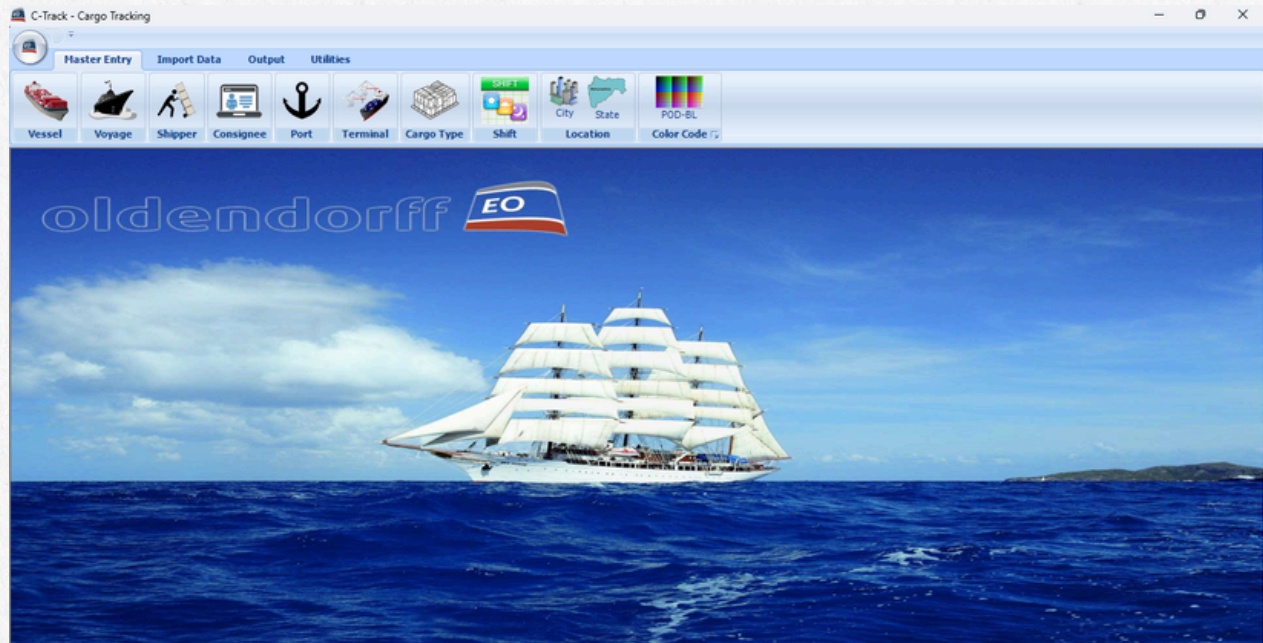 C-Track - Cargo Tracking
Master Entry Import Data Output Utilities
SHIFT
City State POD-BL
Vessel Voyage Shipper Consignee Port Terminal Cargo Type Shift Location Color Code
oldendorff EO